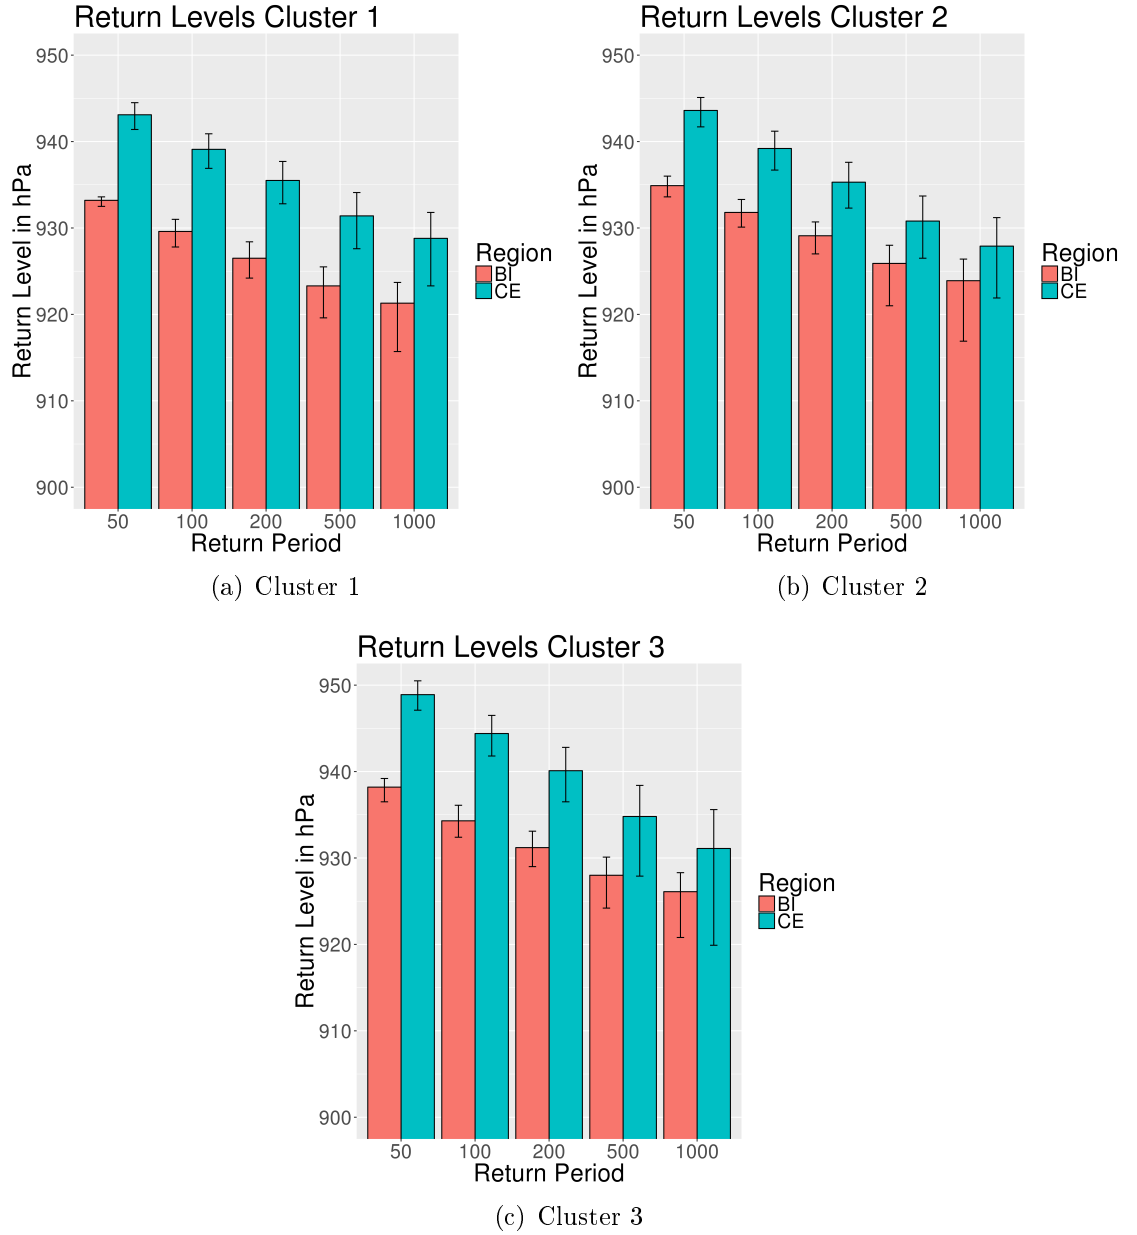 Return Levels Cluster 1
Return Level in hPa
950
940
930
920
910
900
50 100 200 500 1000
Return Period
Region
BI
CE
(a) Cluster 1
Return Levels Cluster 2
Return Level in hPa
950
940
930
920
910
900
50 100 200 500 1000
Return Period
Region
BI
CE
(b) Cluster 2
Return Levels Cluster 3
Return Level in hPa
950
940
930
920
910
900
50 100 200 500 1000
Return Period
Region
BI
CE
(c) Cluster 3